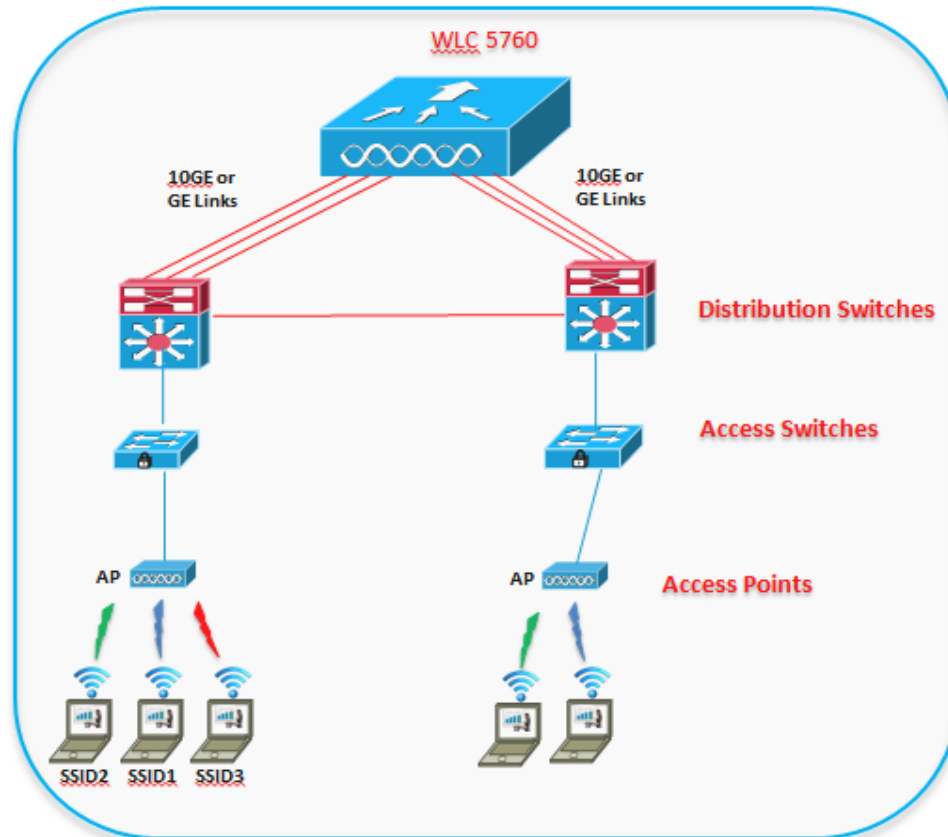 WLC 5760
10GE or
GE Links
10GE or
GE Links
Distribution Switches
Access Switches
AP
AP
Access Points
SSID2
SSID1
SSID3